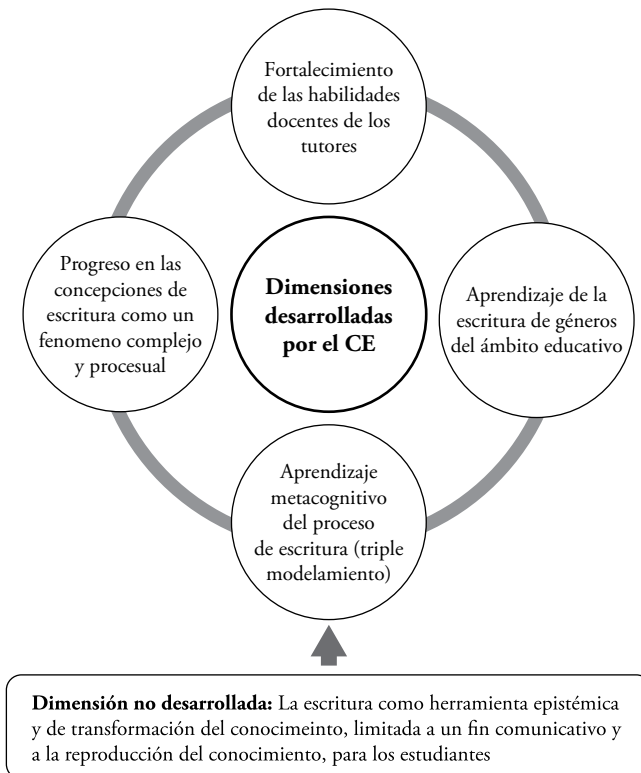 Fortalecimiento
de las habilidades
docentes de los
tutores
Progreso en las
concepciones de
escritura como un
fenomeno complejo
y procesual
Dimensiones
desarrolladas
por el CE
Aprendizaje de la
escritura de géneros
del ámbito educativo
Aprendizaje
metacognitivo
del proceso
de escritura (triple
modelamiento)
Dimensión no desarrollada: La escritura como herramienta epistémica
y de transformación del conocimeinto, limitada a un fin comunicativo y
a la reproducción del conocimiento, para los estudiantes